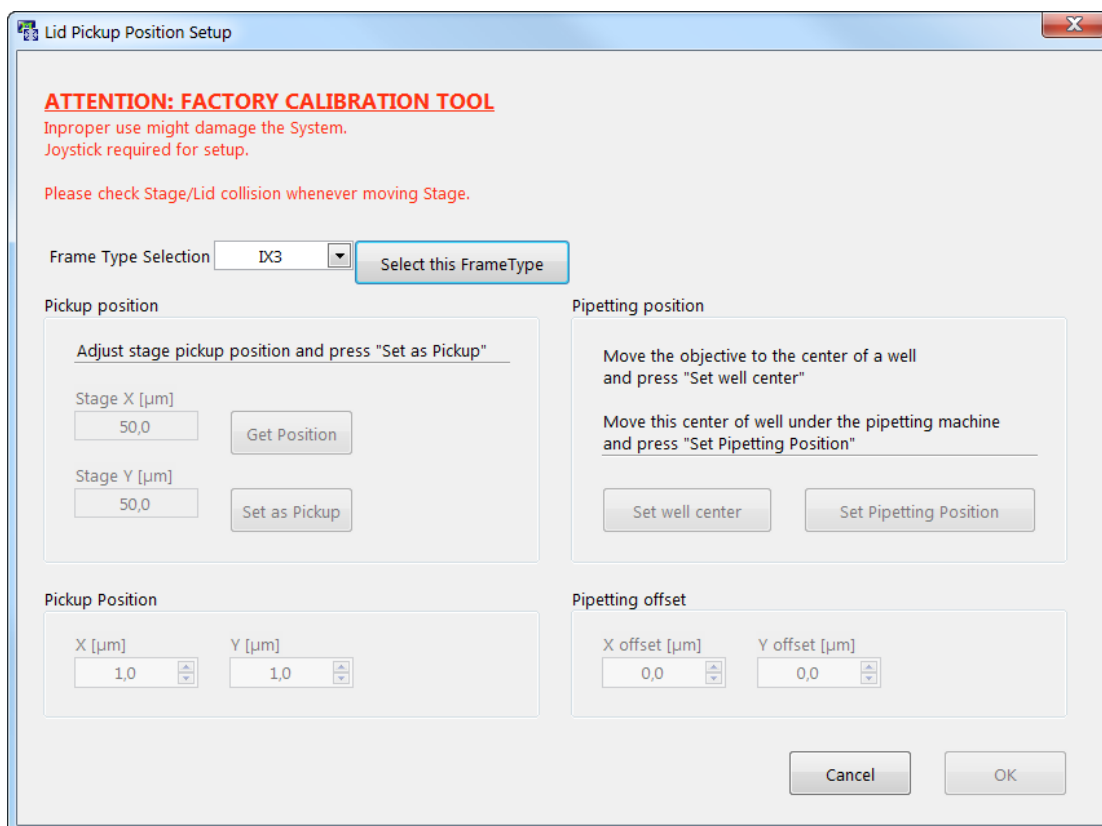 Lid Pickup Position Setup
ATTENTION: FACTORY CALIBRATION TOOL
Inproper use might damage the System.
Joystick required for setup.
Please check Stage/Lid collision whenever moving Stage.
Frame Type Selection IX3 Select this FrameType
Pickup position
Adjust stage pickup position and press "Set as Pickup"
Stage X [µm]
50,0 Get Position
Stage Y [µm]
50,0 Set as Pickup
Pipetting position
Move the objective to the center of a well
and press "Set well center"
Move this center of well under the pipetting machine
and press "Set Pipetting Position"
Set well center Set Pipetting Position
Pickup Position
X [µm] Y [µm]
1,0 1,0
Pipetting offset
X offset [µm] Y offset [µm]
0,0 0,0
Cancel OK